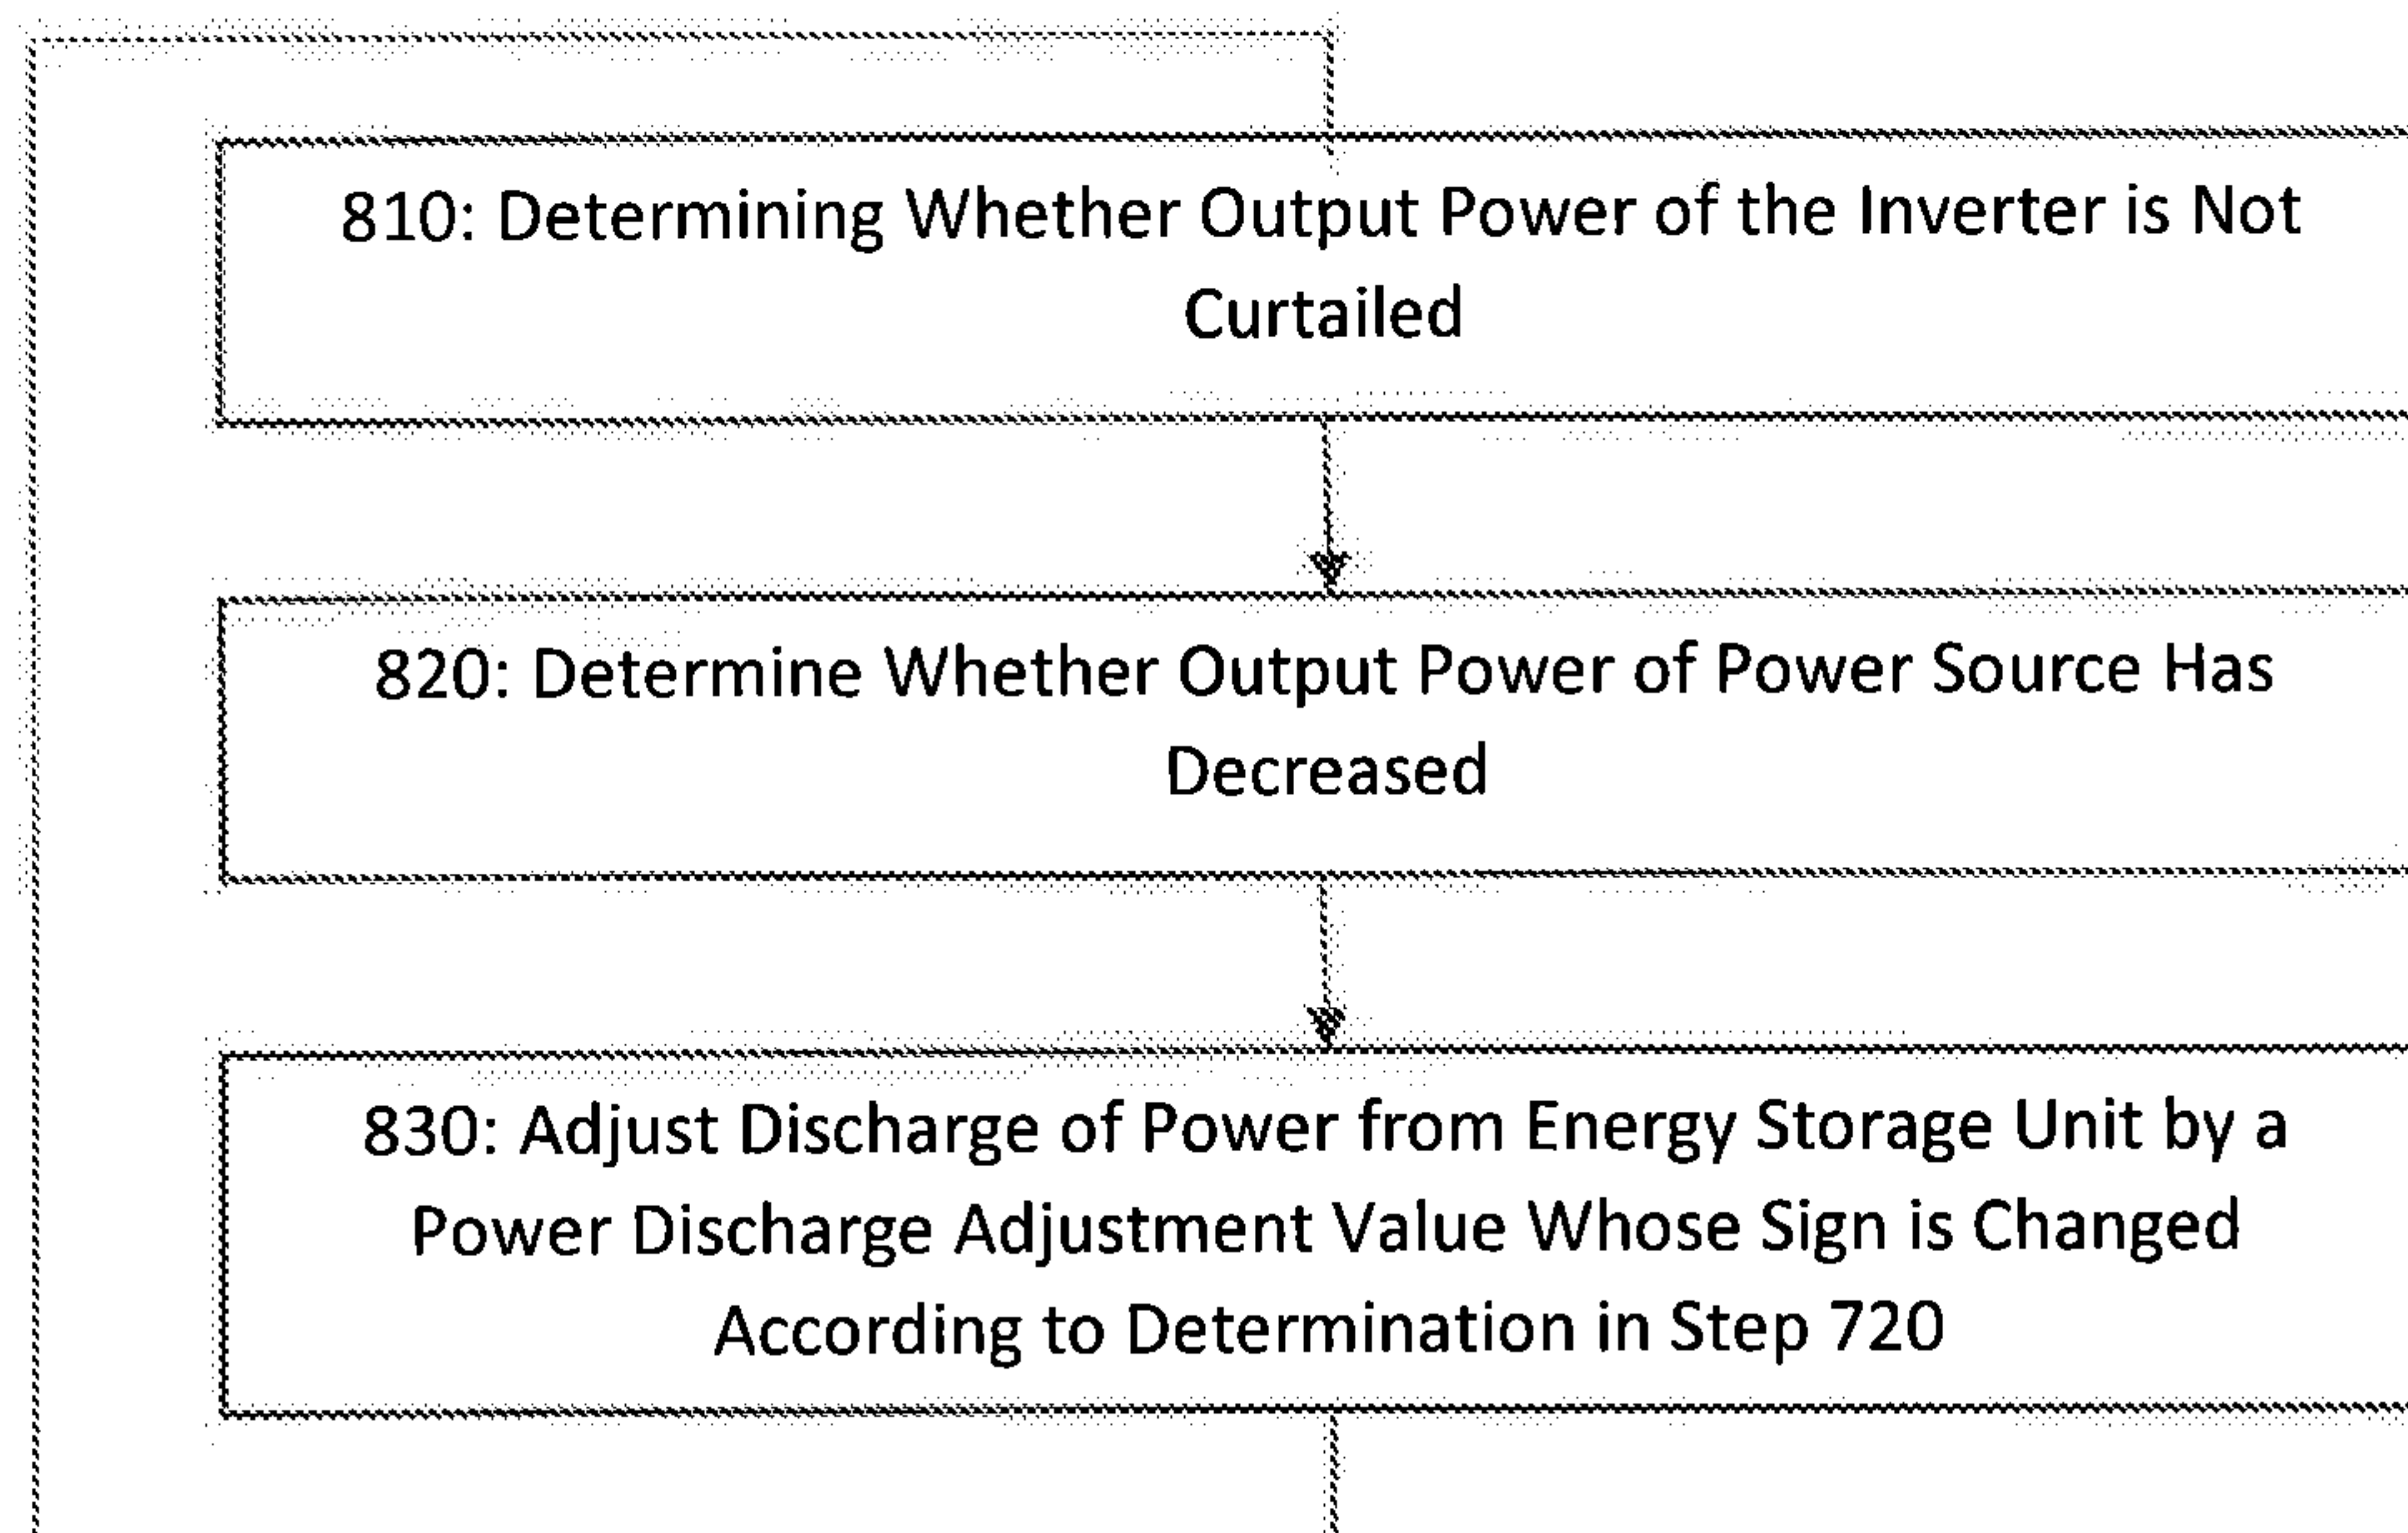 810: Determining Whether Output Power of the Inverter is Not
Curtailed
820: Determine Whether Output Power of Power Source Has
Decreased
830: Adjust Discharge of Power from Energy Storage Unit by a
Power Discharge Adjustment Value Whose Sign is Changed
According to Determination in Step 720